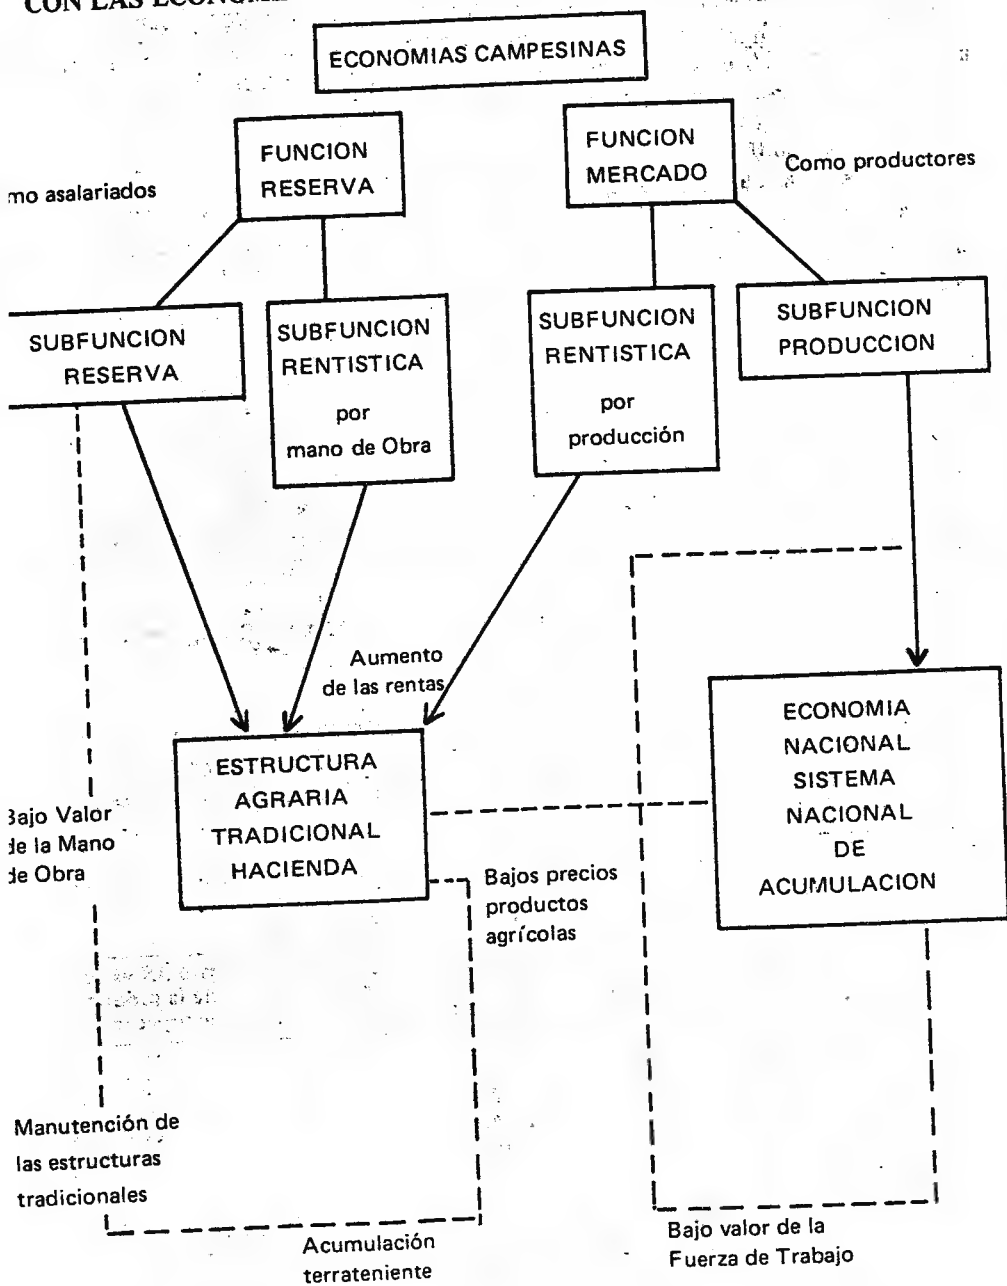 CON LAS
ECONOMIAS CAMPESINAS
FUNCION
RESERVA
FUNCION
MERCADO
mo asalariados
Como productores
SUBFUNCION
RESERVA
SUBFUNCION
RENTISTICA
por
mano de Obra
SUBFUNCION
RENTISTICA
por
producción
SUBFUNCION
PRODUCCION
Aumento
de las rentas
ESTRUCTURA
AGRARIA
TRADICIONAL
HACIENDA
ECONOMIA
NACIONAL
SISTEMA
NACIONAL
DE
ACUMULACION
Bajo Valor
de la Mano
de Obra
Bajos precios
productos
agrícolas
Manutención de
las estructuras
tradicionales
Acumulación
terrateniente
Bajo valor de la
Fuerza de Trabajo